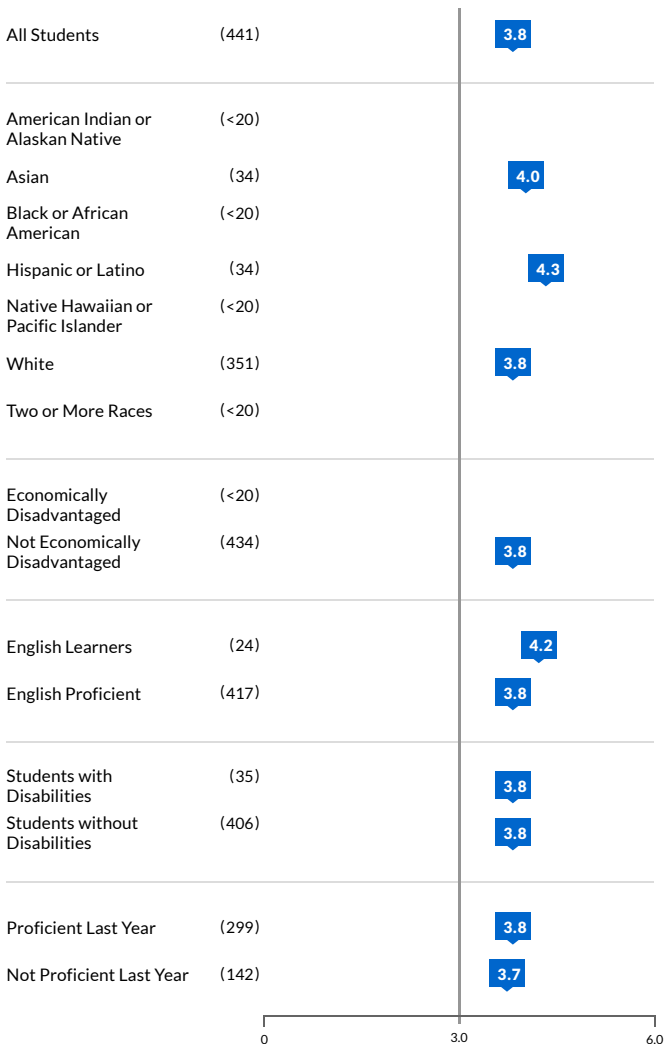 All Students (441) 3.8
American Indian or (<20)
Alaskan Native
Asian (34) 4.0
Black or African (<20)
American
Hispanic or Latino (34) 4.3
Native Hawaiian or (<20)
Pacific Islander
White (351) 3.8
Two or More Races (<20)
Economically (<20)
Disadvantaged
Not Economically (434) 3.8
Disadvantaged
English Learners (24) 4.2
English Proficient (417) 3.8
Students with (35) 3.8
Disabilities
Students without (406) 3.8
Disabilities
Proficient Last Year (299) 3.8
Not Proficient Last Year (142) 3.7
0 3.0 6.0